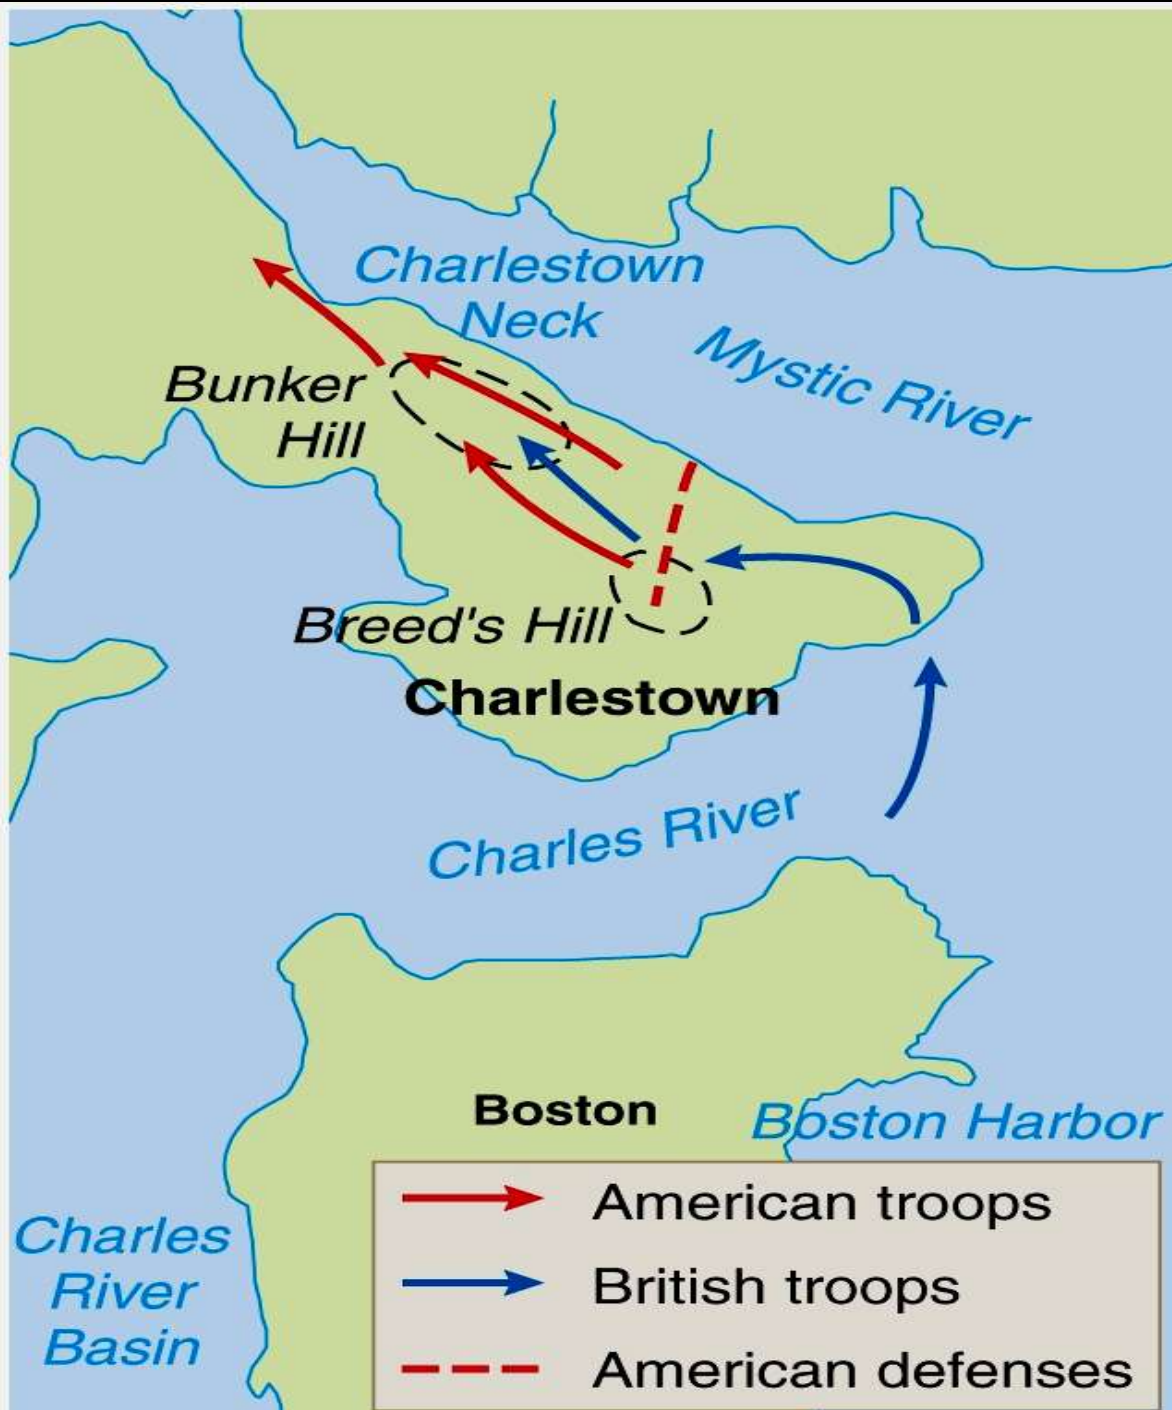 Charlestown
Neck
Mystic River
Bunker
Hill
Breed's Hill
Charlestown
Charles River
Boston
Boston Harbor
Charles
River
Basin
American troops
British troops
American defenses